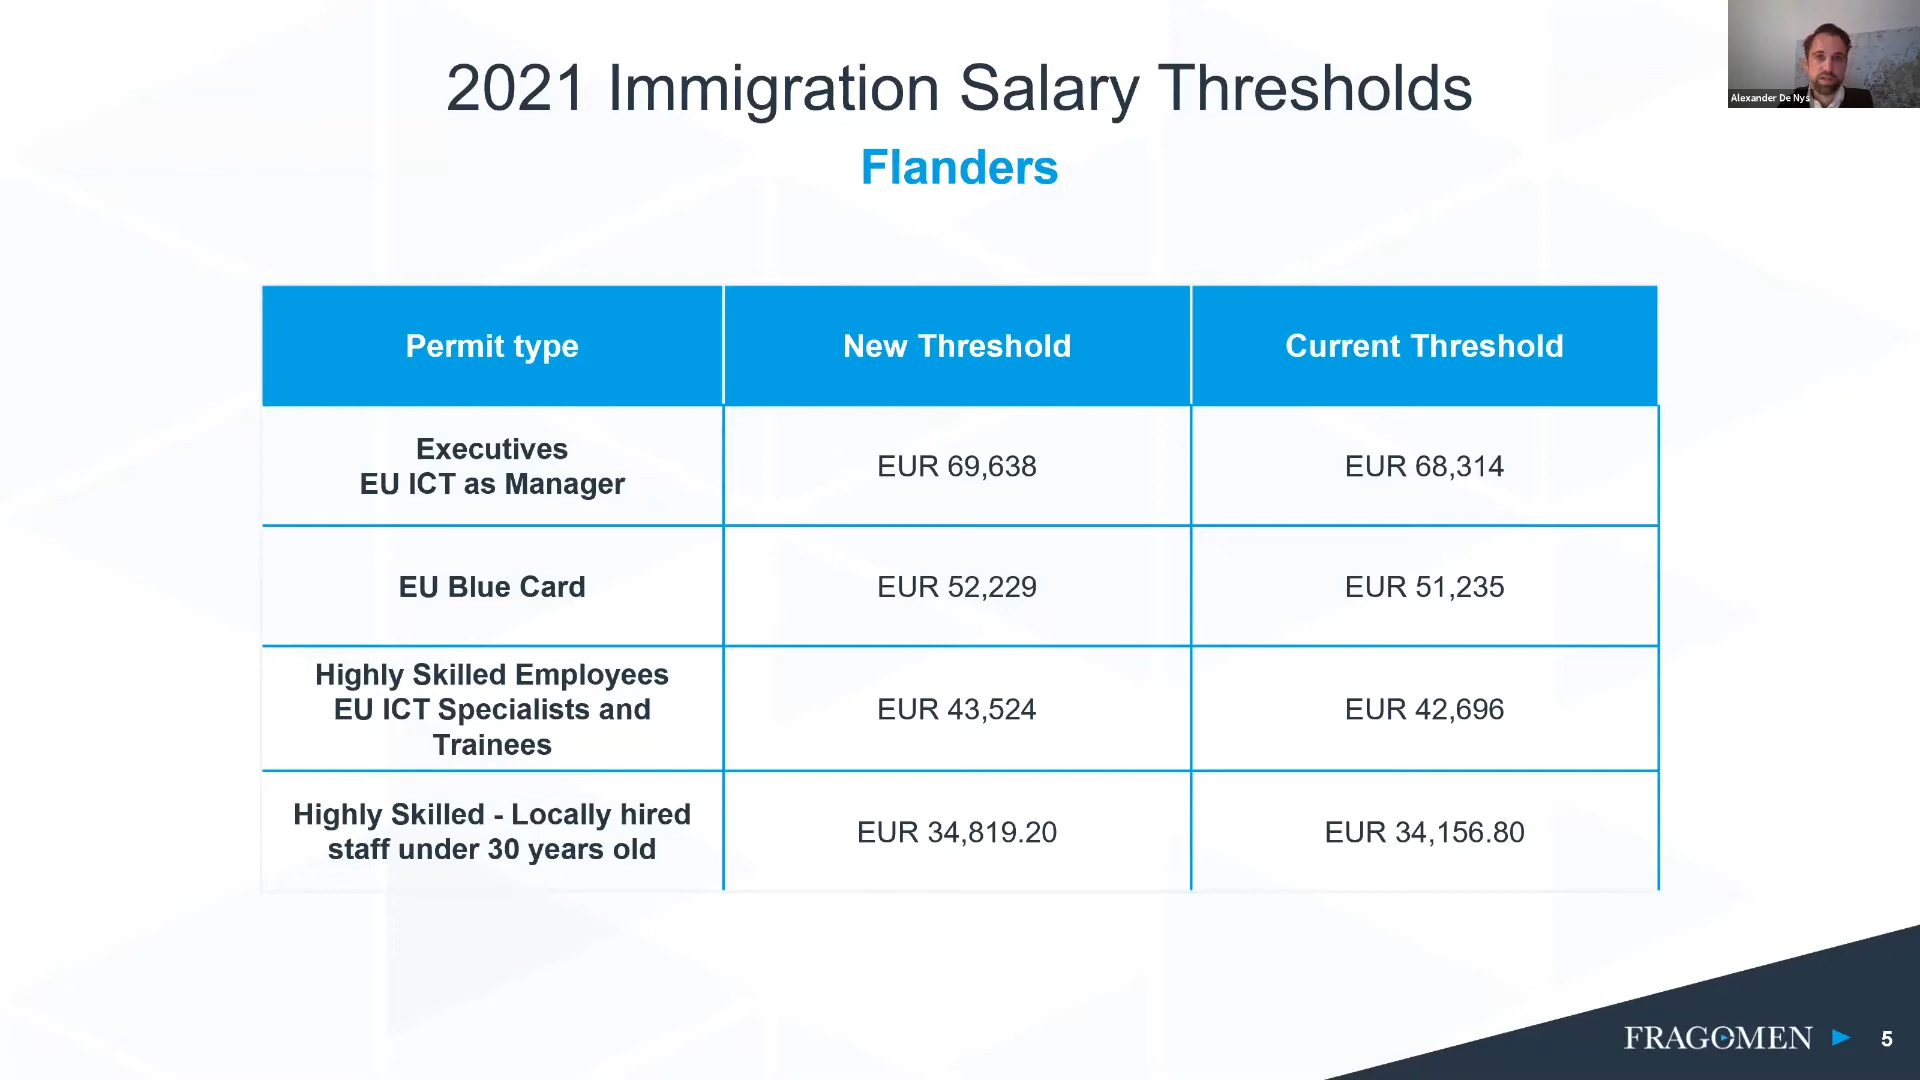 2021 Immigration Salary Thresholds
Flanders
Alexander De Nys
Permit type
New Threshold
Current Threshold
Executives
EU ICT as Manager
EUR 69,638
EUR 68,314
EU Blue Card
EUR 52,229
EUR 51,235
Highly Skilled Employees
EU ICT Specialists and
Trainees
EUR 43,524
EUR 42,696
Highly Skilled - Locally hired
staff under 30 years old
EUR 34,819.20
EUR 34,156.80
FRAGOMEN
5